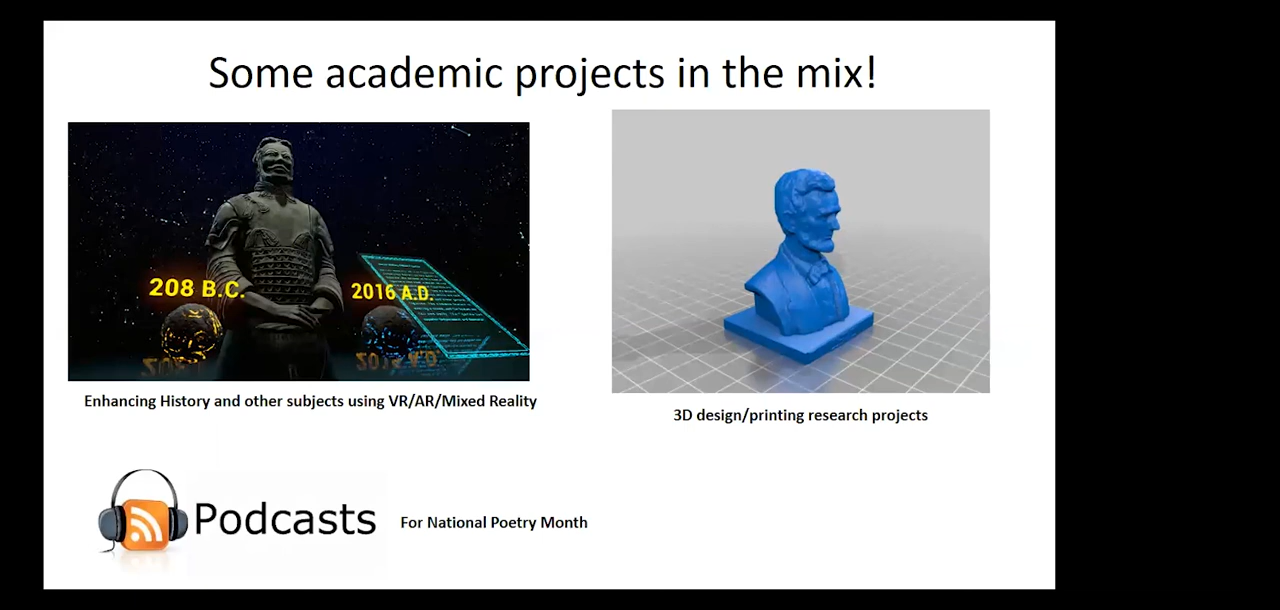 Some academic projects in the mix!
208 B.C.
2016 A.D.
Enhancing History and other subjects using VR/AR/Mixed Reality
3D design/printing research projects
Podcasts
For National Poetry Month